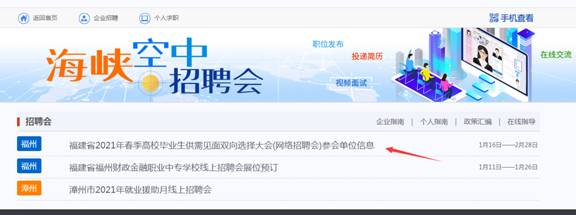 返回首页 企业招聘 个人求职 手机查看
海峡空中招聘会
职位发布
投递简历
在线交流
视频面试
招聘会 企业指南 | 个人指南 | 政策汇编 | 在线指导
福州 福建省2021年春季高校毕业生供需见面双向选择大会(网络招聘会)参会单位信息 1月16日——2月28日
福州 福建省福州财政金融职业中专学校线上招聘会展位预订 1月11日——1月26日
漳州 漳州市2021年就业援助月线上招聘会